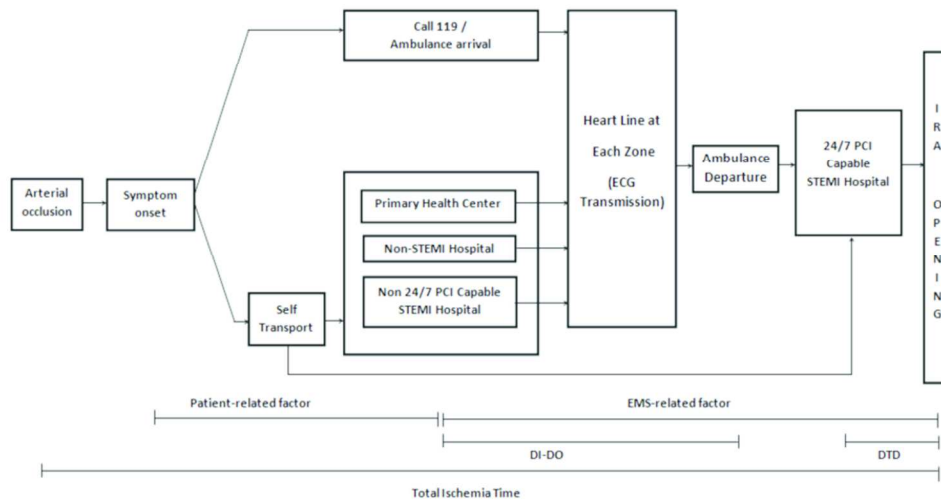 Call 119 /
Ambulance arrival
Heart Line at
Each Zone
(ECG
Transmission)
24/7 PCI
Capable
STEMI Hospital
I
R
A
O
P
E
N
I
N
G
Ambulance
Departure
Arterial
occlusion
Symptom
onset
Primary Health Center
Non-STEMI Hospital
Non 24/7 PCI Capable
STEMI Hospital
Self
Transport
Patient-related factor
EMS-related factor
DI-DO
DTD
Total Ischemia Time